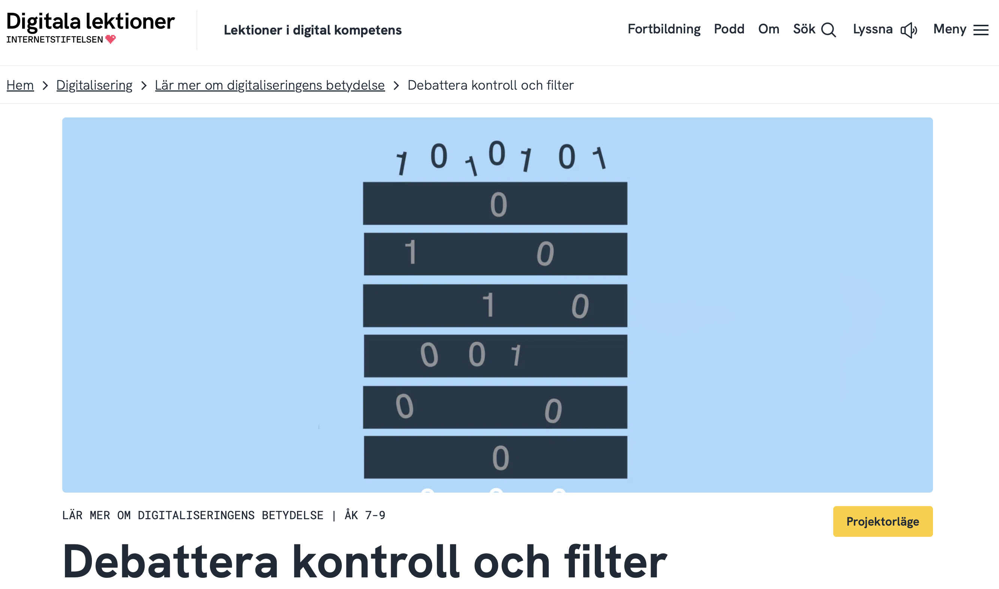 Digitala lektioner
INTERNETSTIFTELSEN
Lektioner i digital kompetens
Fortbildning Podd Om Sök Lyssna Meny
Hem > Digitalisering > Lär mer om digitaliseringens betydelse > Debattera kontroll och filter
1 0 1 0 1 0 1
0
1 0
1 0
0 0 1
0 0
0
LÄR MER OM DIGITALISERINGENS BETYDELSE | ÅK 7-9
Projektorläge
Debattera kontroll och filter